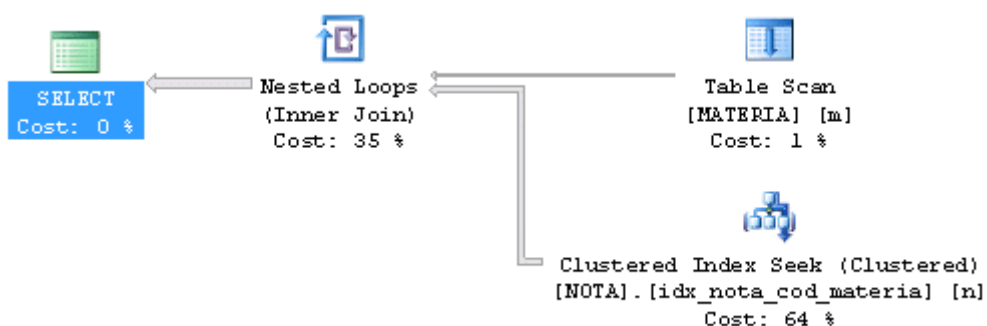 SELECT
Cost: 0 %
Nested Loops
(Inner Join)
Cost: 35 %
Table Scan
[MATERIA] [m]
Cost: 1 %
Clustered Index Seek (Clustered)
[NOTA].[idx_nota_cod_materia] [n]
Cost: 64 %